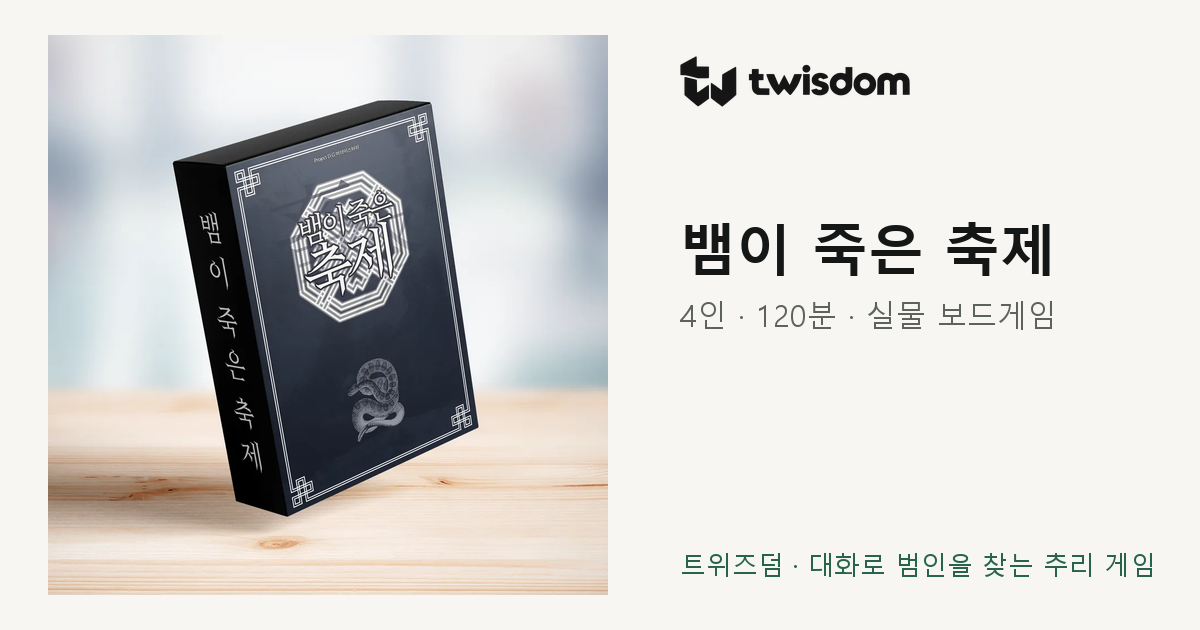 twisdom
뱀이 죽은
축제
뱀이 죽은 축제
뱀이 죽은 축제
4인 · 120분 · 실물 보드게임
트위즈덤 · 대화로 범인을 찾는 추리 게임